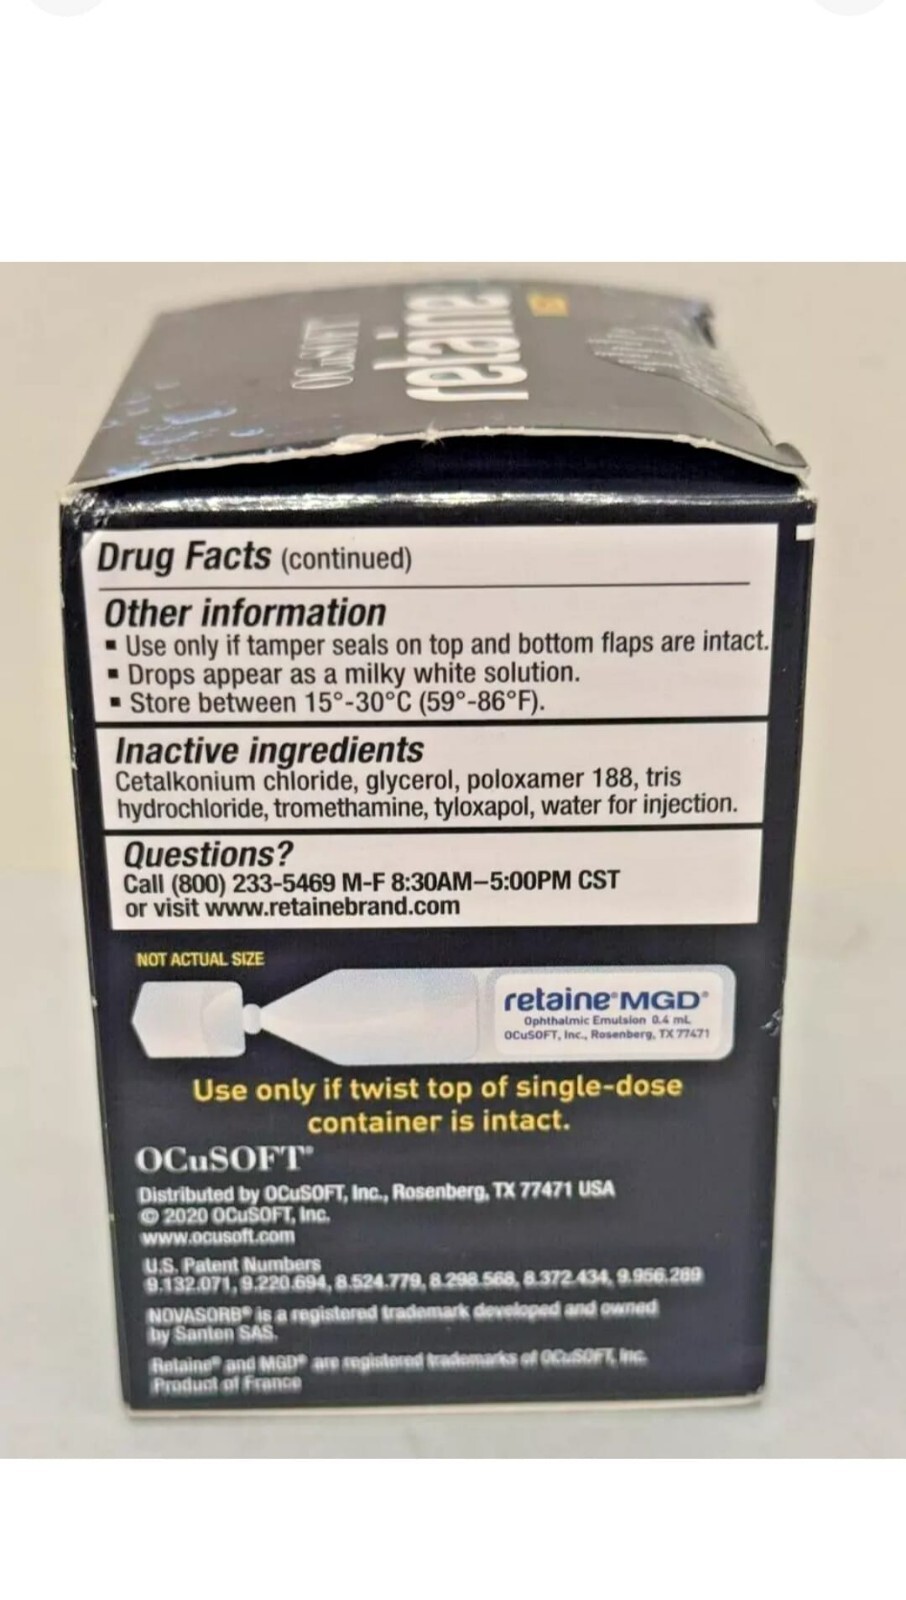 OCuSOFT
retaine
Drug Facts (continued)
Other information
▪ Use only if tamper seals on top and bottom flaps are intact.
▪ Drops appear as a milky white solution.
▪ Store between 15°-30°C (59°-86°F).
Inactive ingredients
Cetalkonium chloride, glycerol, poloxamer 188, tris
hydrochloride, tromethamine, tyloxapol, water for injection.
Questions?
Call (800) 233-5469 M-F 8:30AM–5:00PM CST
or visit www.retainebrand.com
NOT ACTUAL SIZE
retaine® MGD®
Ophthalmic Emulsion 0.4 mL
OCuSOFT, Inc., Rosenberg, TX 77471
Use only if twist top of single-dose
container is intact.
OCuSOFT®
Distributed by OCuSOFT, Inc., Rosenberg, TX 77471 USA
© 2020 OCuSOFT, Inc.
www.ocusoft.com
U.S. Patent Numbers
9.132.071, 9.220.694, 8.524.779, 8.298.568, 8.372.434, 9.956.289
NOVASORB® is a registered trademark developed and owned
by Santen SAS.
Retaine® and MGD® are registered trademarks of OCuSOFT, Inc.
Product of France